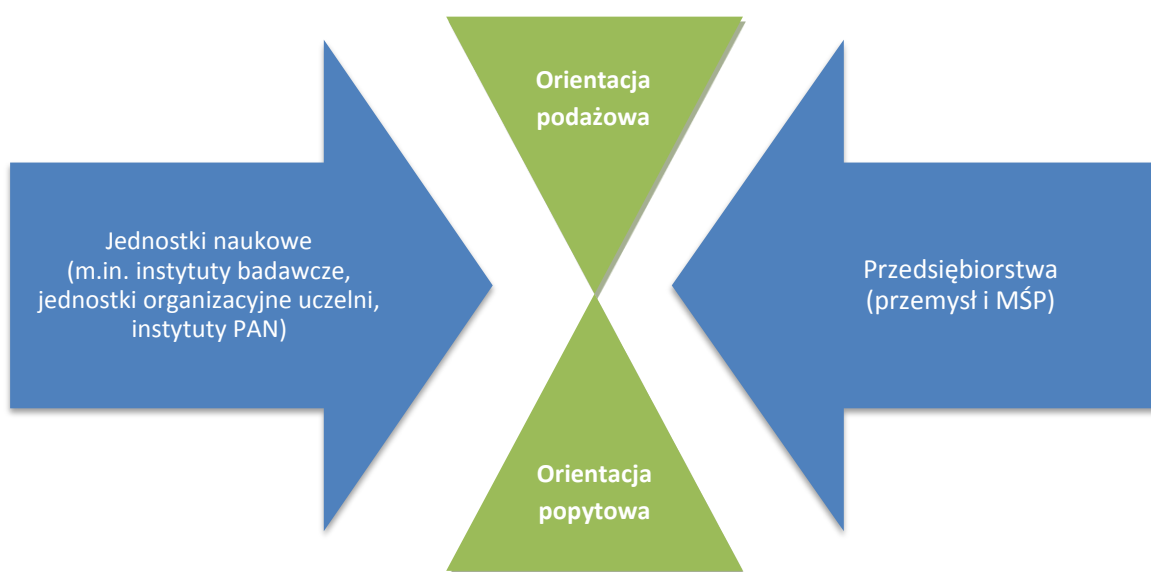 Orientacja
podażowa
Jednostki naukowe
(m.in. instytuty badawcze,
jednostki organizacyjne uczelni,
instytuty PAN)
Przedsiębiorstwa
(przemysł i MŚP)
Orientacja
popytowa